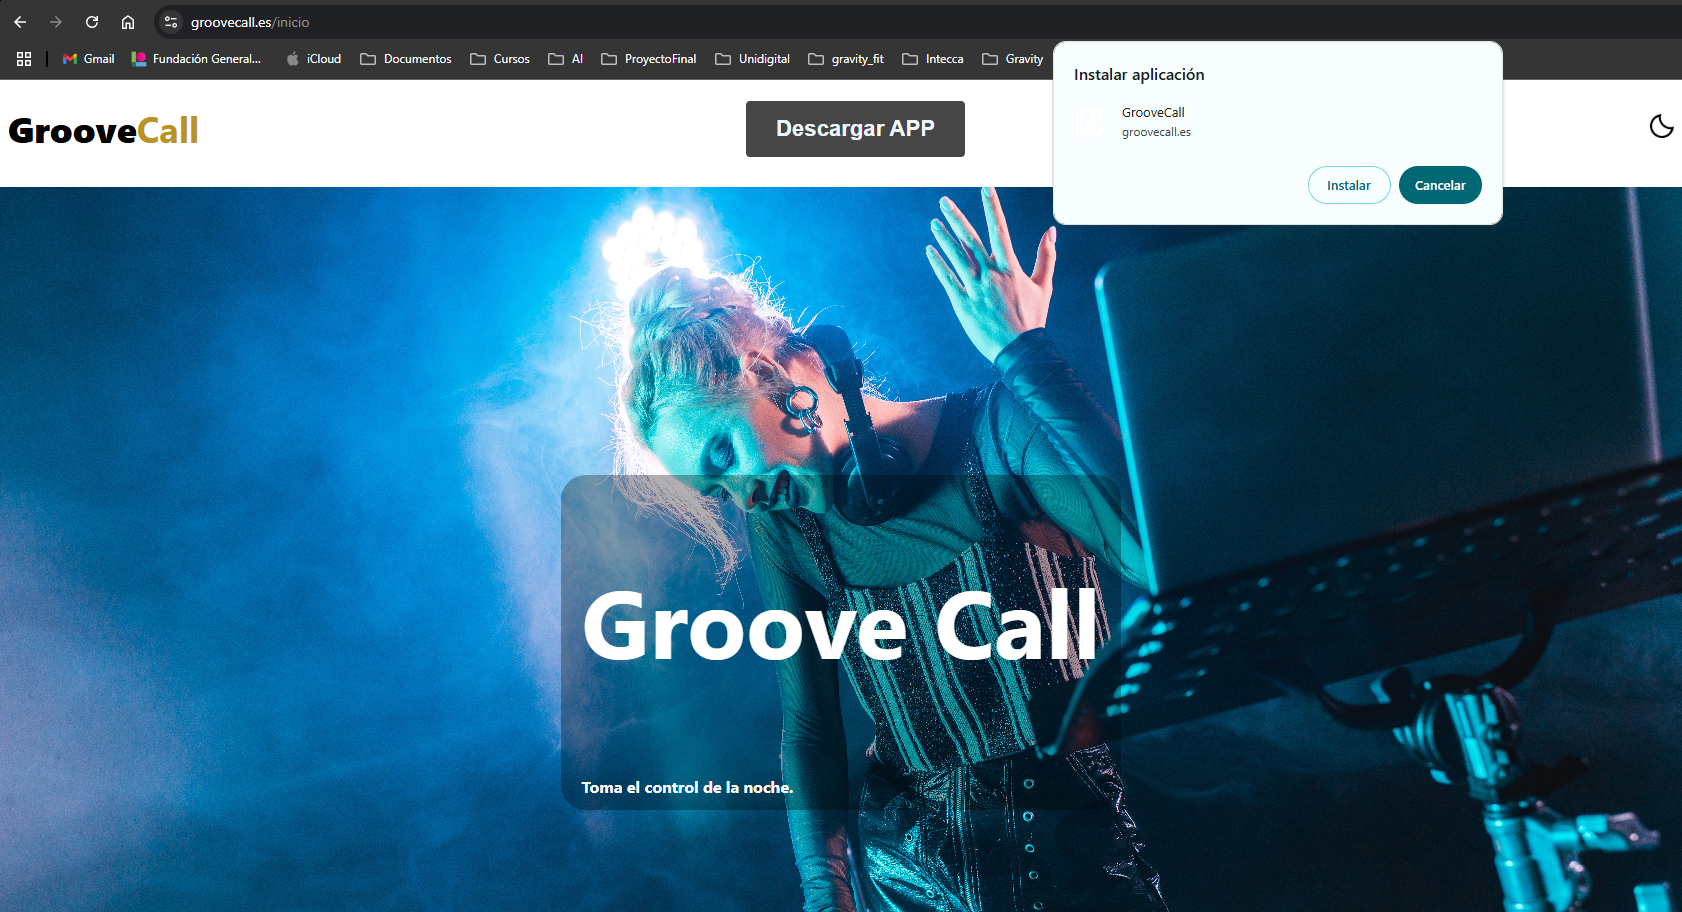 groovecall.es/inicio
Gmail
Fundación General...
iCloud
Documentos
Cursos
AI
ProyectoFinal
Unidigital
gravity_fit
Intecca
Gravity
Instalar aplicación
GrooveCall
groovecall.es
Instalar
Cancelar
GrooveCall
Descargar APP
Groove Call
Toma el control de la noche.